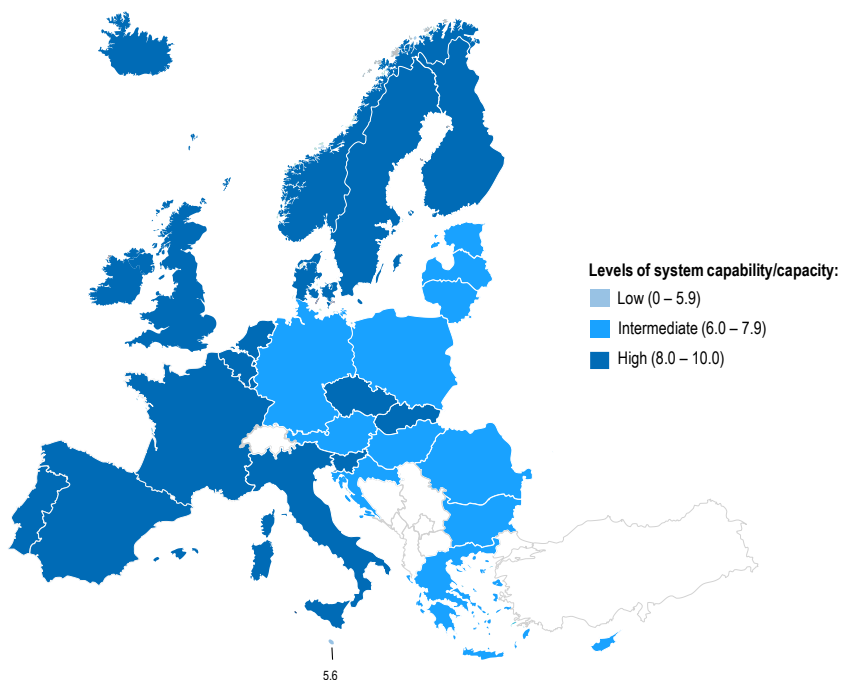 Levels of system capability/capacity:
Low (0 – 5.9)
Intermediate (6.0 – 7.9)
High (8.0 – 10.0)
5.6